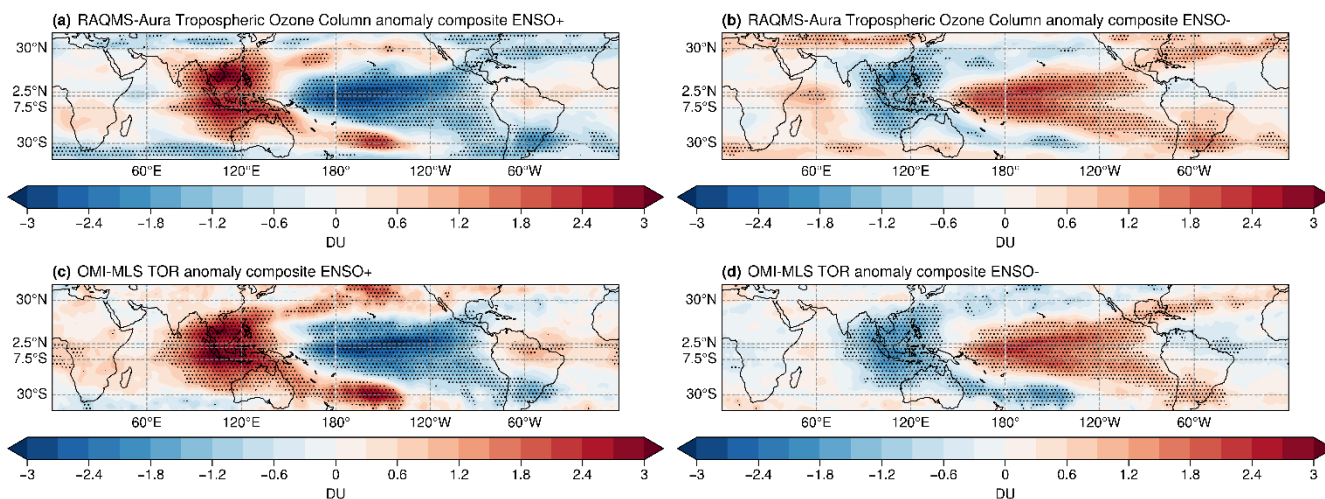 (a) RAQMS-Aura Tropospheric Ozone Column anomaly composite ENSO+
30°N
2.5°N
7.5°S
30°S
60°E 120°E 180° 120°W 60°W
−3 −2.4 −1.8 −1.2 −0.6 0 0.6 1.2 1.8 2.4 3
DU
(b) RAQMS-Aura Tropospheric Ozone Column anomaly composite ENSO-
30°N
2.5°N
7.5°S
30°S
60°E 120°E 180° 120°W 60°W
−3 −2.4 −1.8 −1.2 −0.6 0 0.6 1.2 1.8 2.4 3
DU
(c) OMI-MLS TOR anomaly composite ENSO+
30°N
2.5°N
7.5°S
30°S
60°E 120°E 180° 120°W 60°W
−3 −2.4 −1.8 −1.2 −0.6 0 0.6 1.2 1.8 2.4 3
DU
(d) OMI-MLS TOR anomaly composite ENSO-
30°N
2.5°N
7.5°S
30°S
60°E 120°E 180° 120°W 60°W
−3 −2.4 −1.8 −1.2 −0.6 0 0.6 1.2 1.8 2.4 3
DU